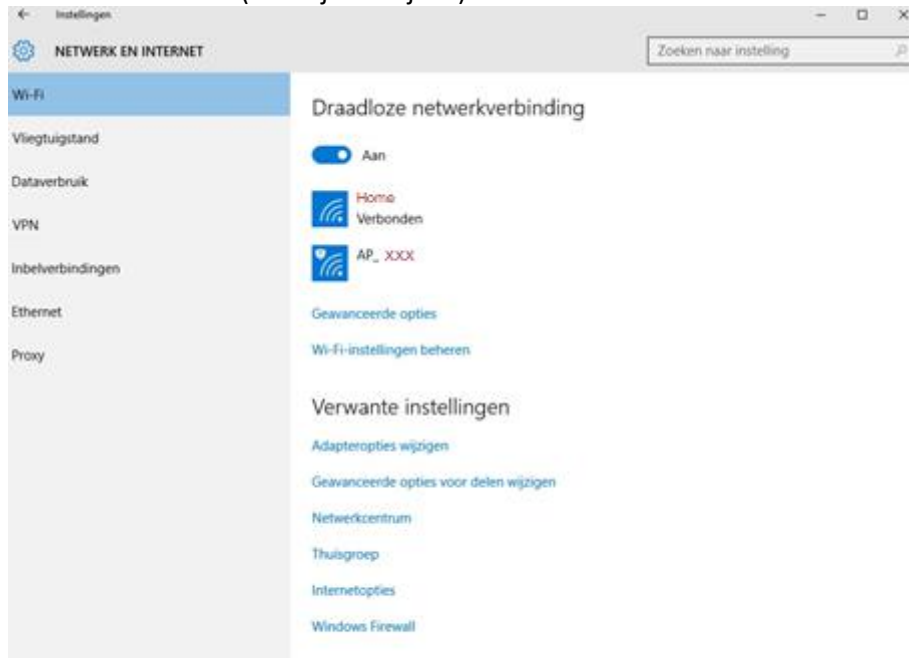 Instellingen
NETWERK EN INTERNET
Zoeken naar instelling
Wi-Fi
Vliegtuigstand
Dataverbruik
VPN
Inbelverbindingen
Ethernet
Proxy
Draadloze netwerkverbinding
Aan
Home
Verbonden
AP_ XXX
Geavanceerde opties
Wi-Fi-instellingen beheren
Verwante instellingen
Adapteropties wijzigen
Geavanceerde opties voor delen wijzigen
Netwerkcentrum
Thuisgroep
Internetopties
Windows Firewall